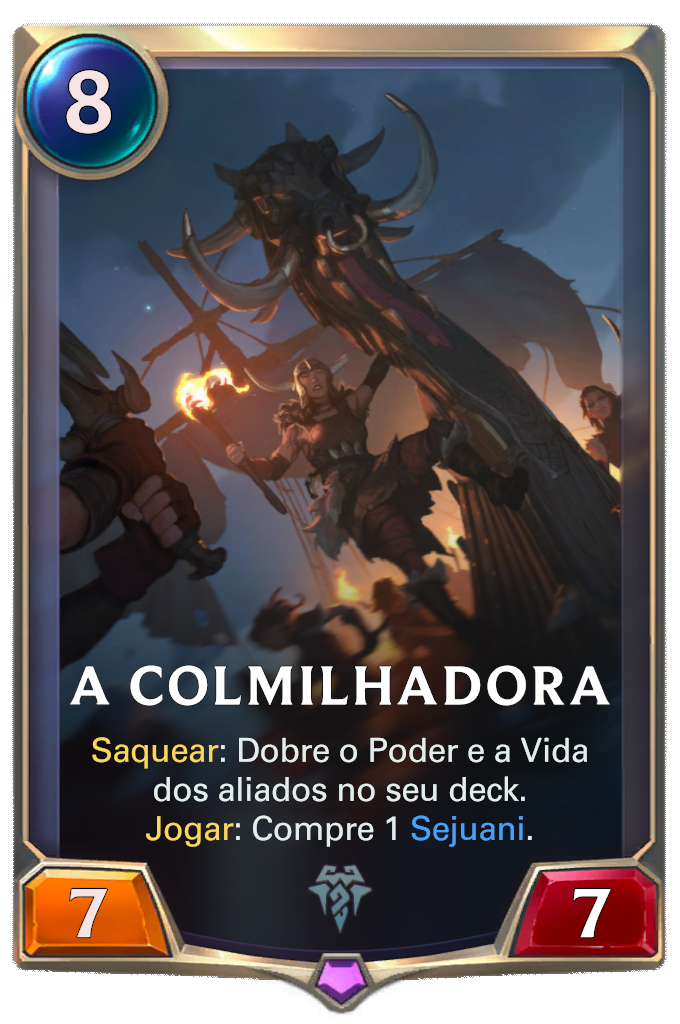 8
A COLMILHADORA
Saquear: Dobre o Poder e a Vida
dos aliados no seu deck.
Jogar: Compre 1 Sejuani.
7 7